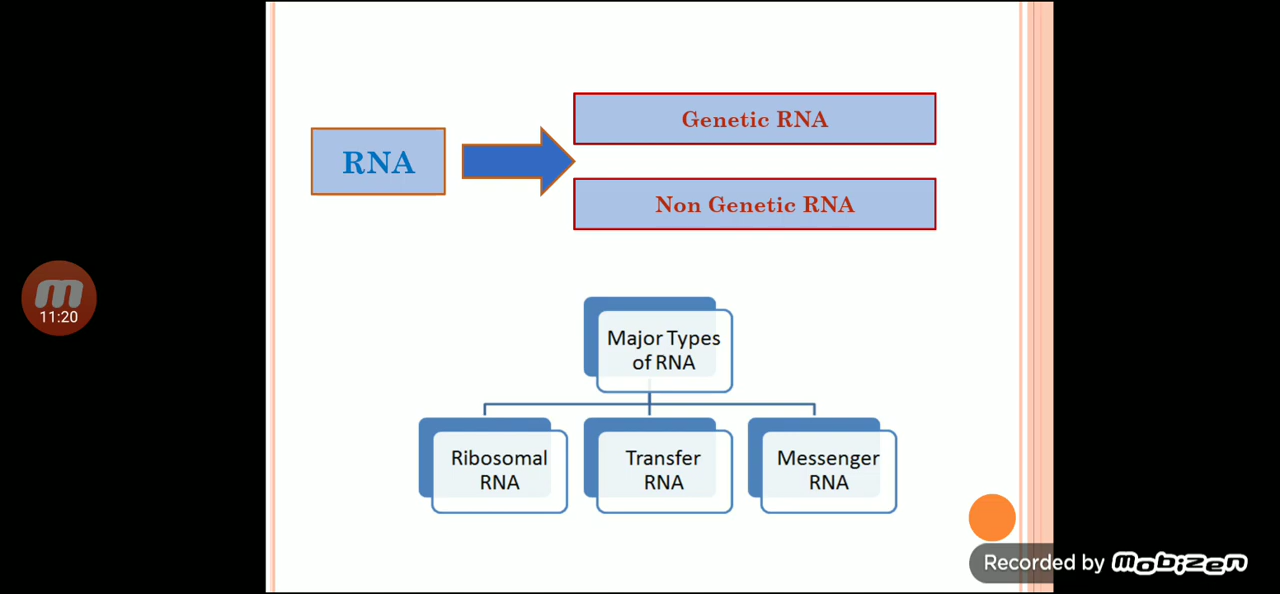 Genetic RNA
RNA
Non Genetic RNA
11:20
Major Types
of RNA
Ribosomal
RNA
Transfer
RNA
Messenger
RNA
Recorded by mobizen